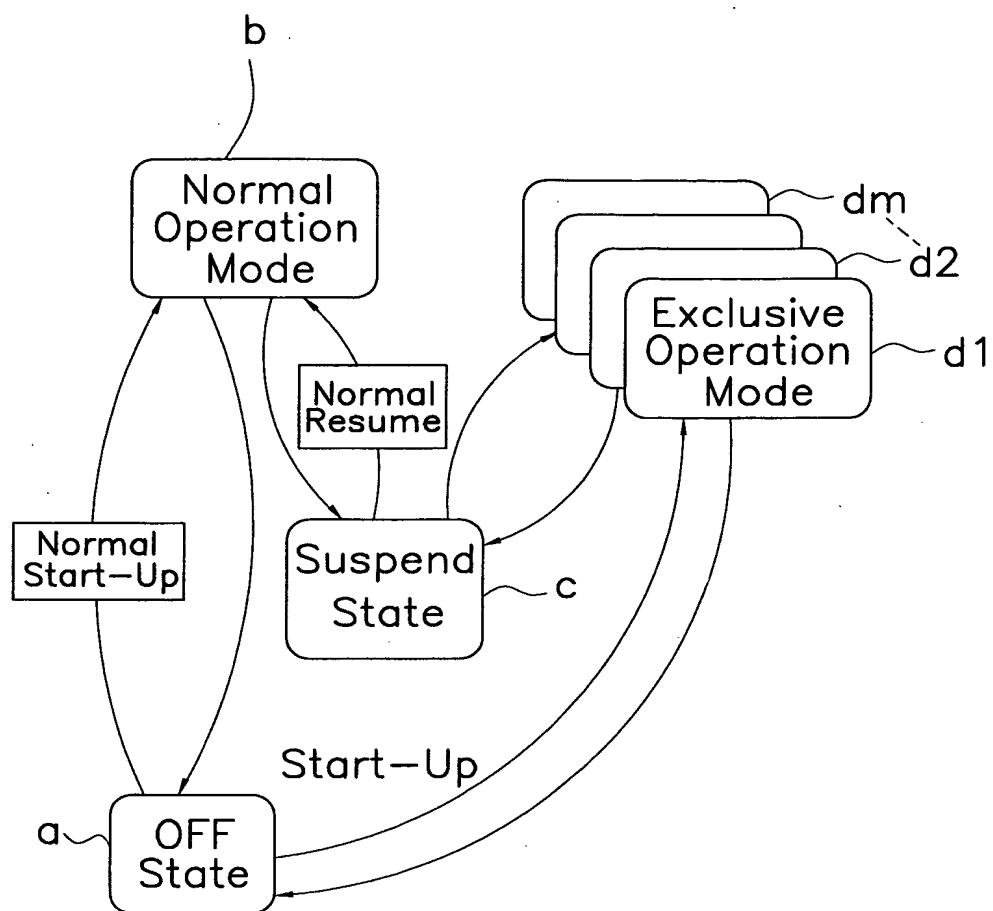 b
Normal
Operation
Mode
dm
d2
Exclusive
Operation
Mode
d1
Normal
Resume
Normal
Start-Up
Suspend
State
c
Start-Up
a
OFF
State